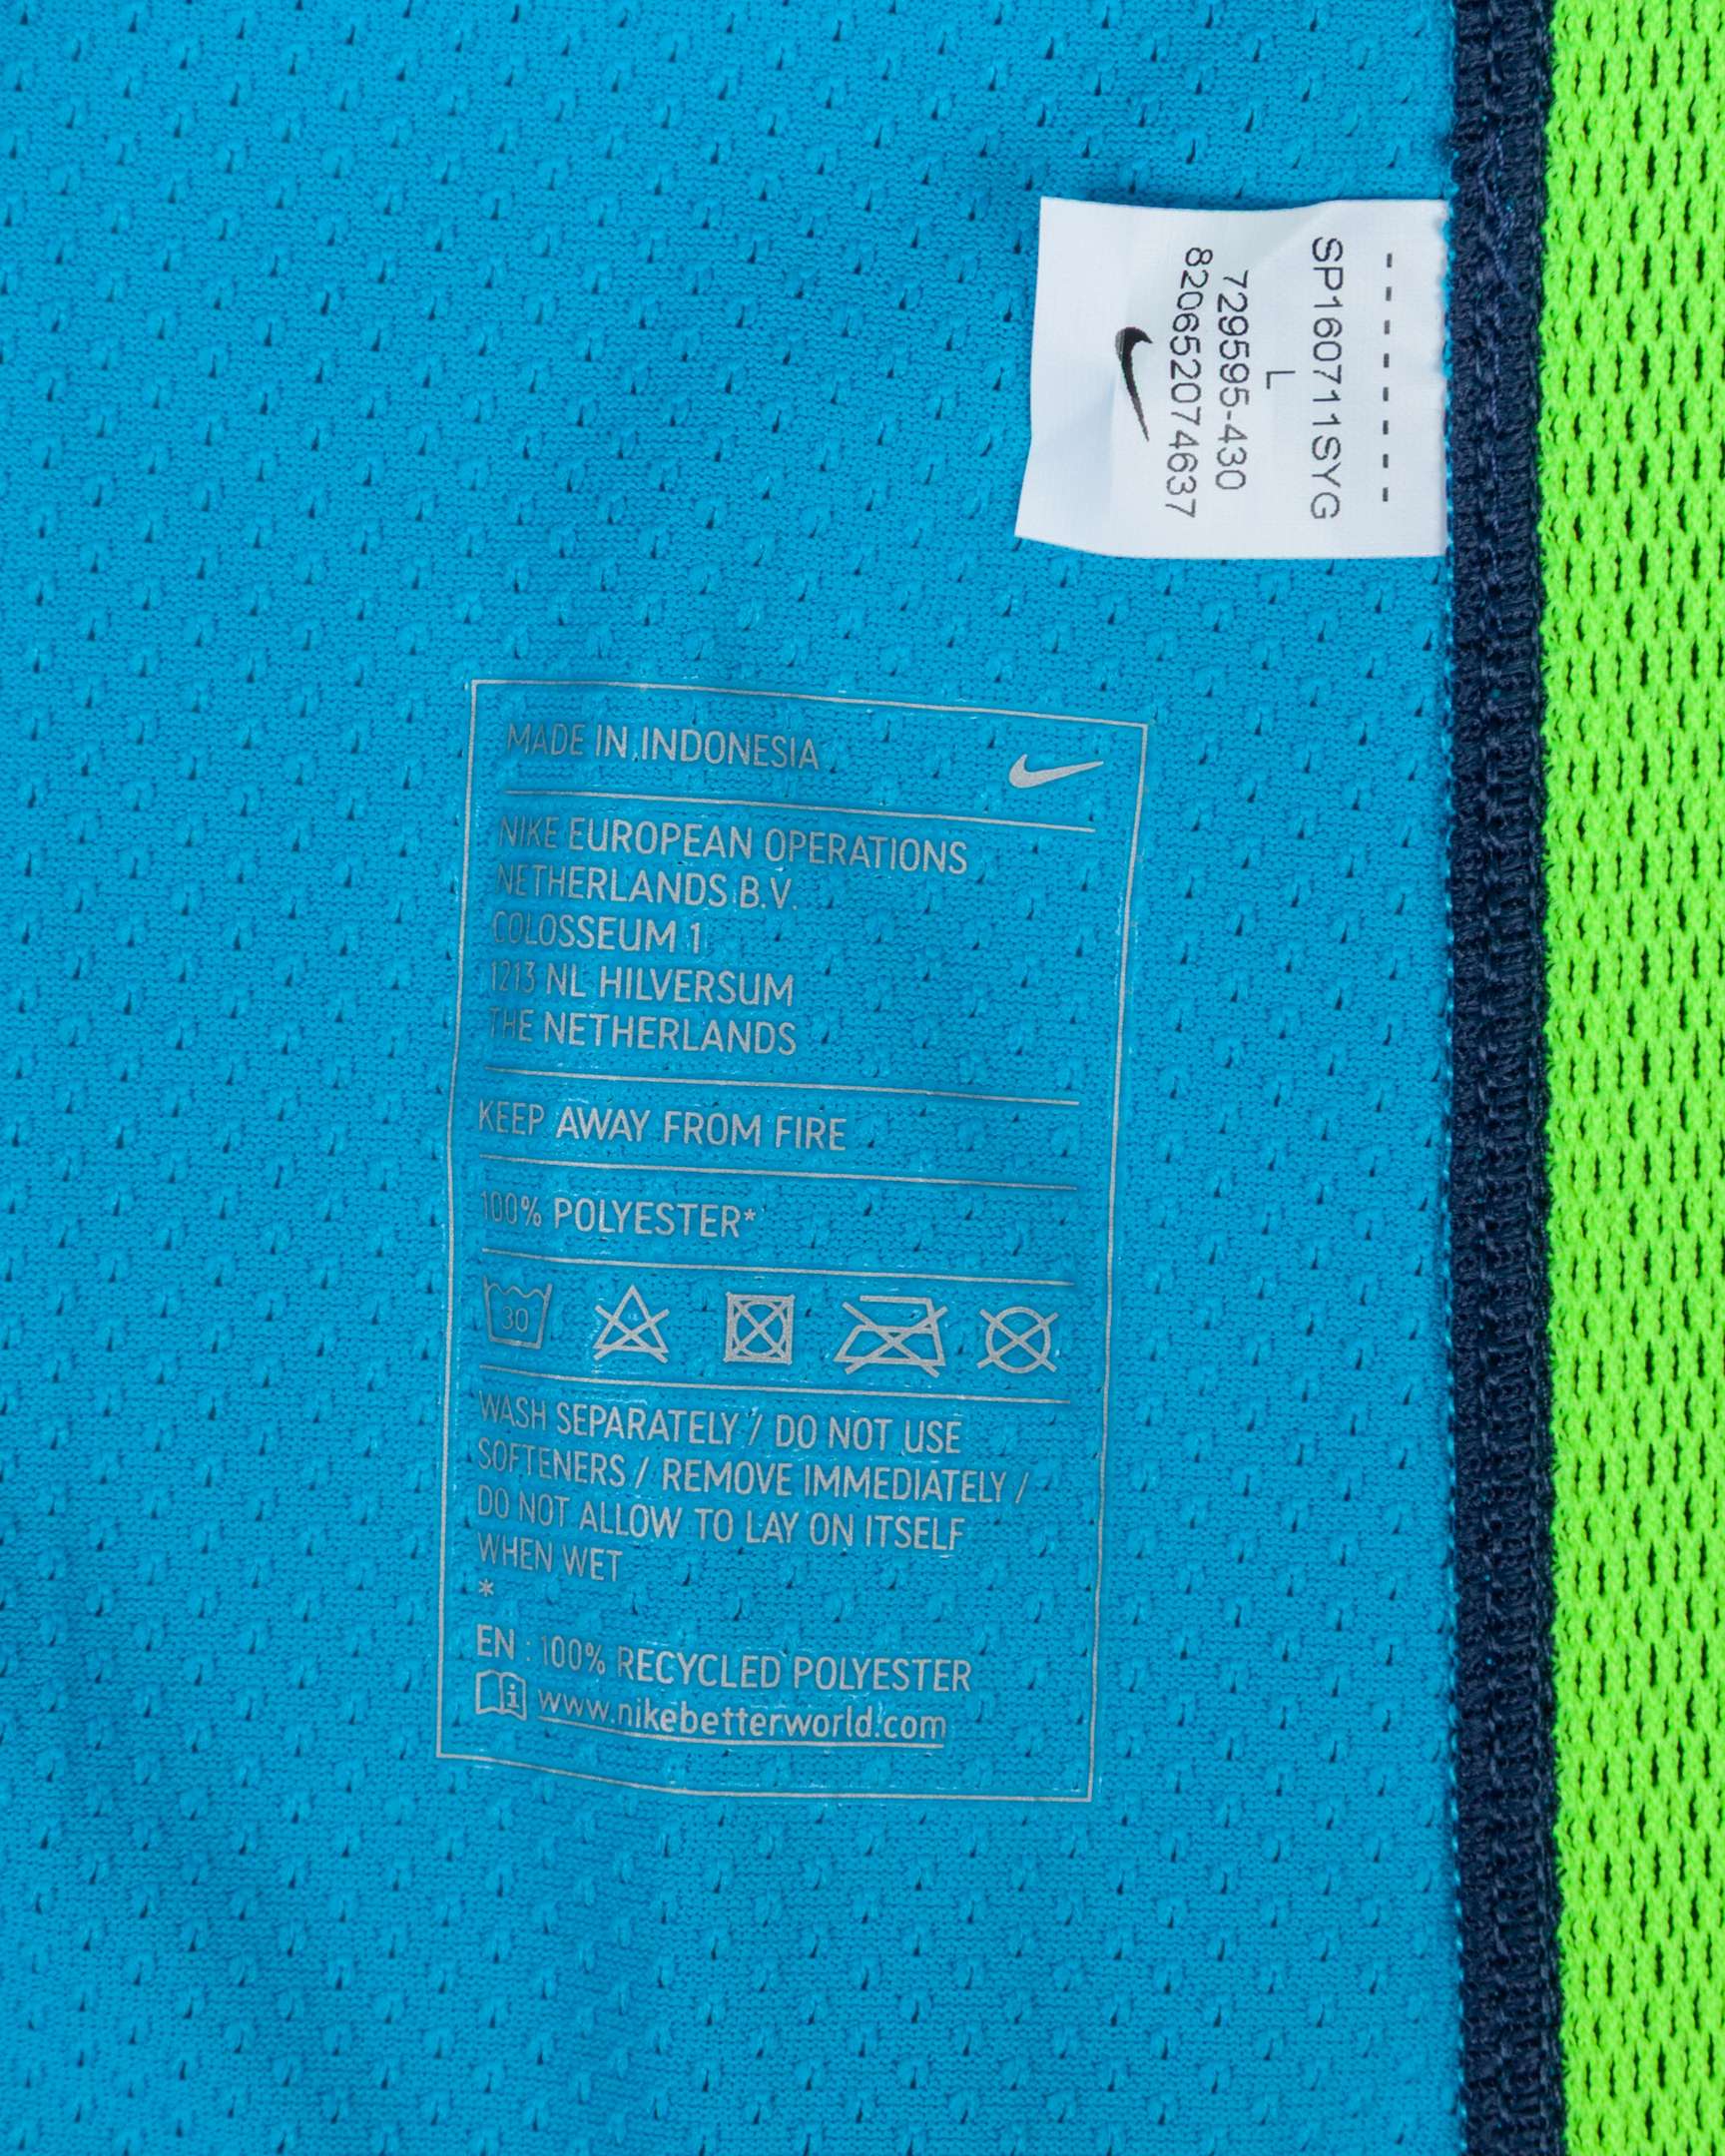 SP160711SYG
L
729595-430
820652074637
MADE IN INDONESIA
NIKE EUROPEAN OPERATIONS
NETHERLANDS B.V.
COLOSSEUM 1
1213 NL HILVERSUM
THE NETHERLANDS
KEEP AWAY FROM FIRE
100% POLYESTER*
30
WASH SEPARATELY / DO NOT USE
SOFTENERS / REMOVE IMMEDIATELY /
DO NOT ALLOW TO LAY ON ITSELF
WHEN WET
*
EN : 100% RECYCLED POLYESTER
www.nikebetterworld.com